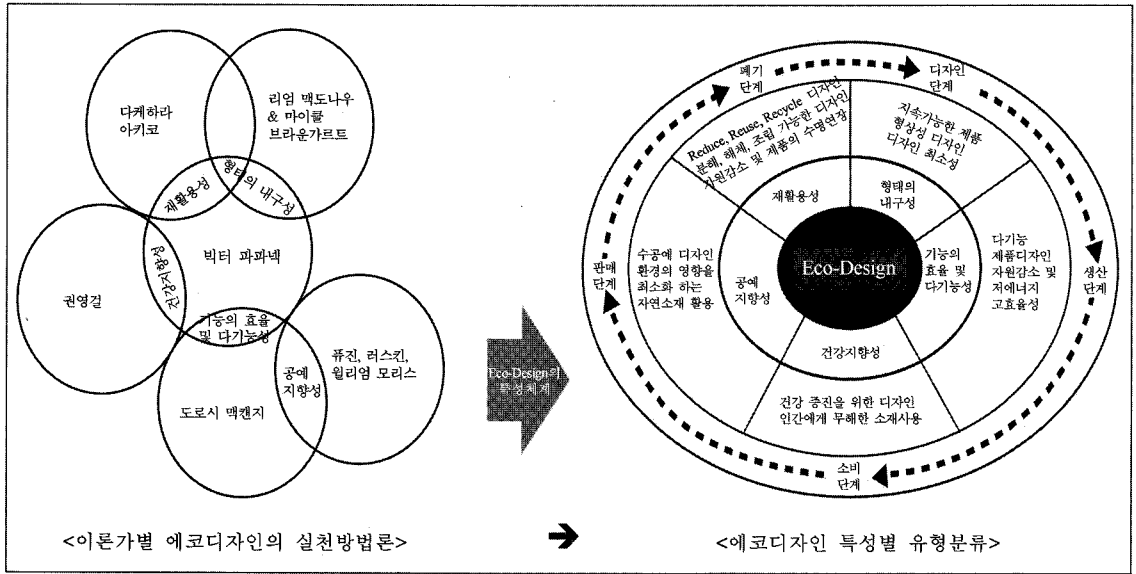 다케하라
아키코
리엄 맥도나우
& 마이클
브라운가르트
재활용성
형태의 내구성
빅터 파파넥
건강지향성
권영걸
기능의 효율
및 다기능성
공예
지향성
퓨진, 러스킨,
윌리엄 모리스
도로시 맥캔지
<이론가별 에코디자인의 실천방법론>
Eco-Design의
특성체계
폐기
단계
디자인
단계
Reduce, Reuse, Recycle 디자인
분해, 해체, 조립 가능한 디자인
자원감소 및 제품의 수명연장
지속가능한 제품
형상성 디자인
디자인 최소성
재활용성
형태의
내구성
판매
단계
수공예 디자인
환경의 영향을
최소화 하는
자연소재 활용
공예
지향성
Eco-Design
기능의
효율 및
다기능성
다기능
제품디자인
자원감소 및
저에너지
고효율성
생산
단계
건강지향성
건강 증진을 위한 디자인
인간에게 무해한 소재사용
소비
단계
<에코디자인 특성별 유형분류>